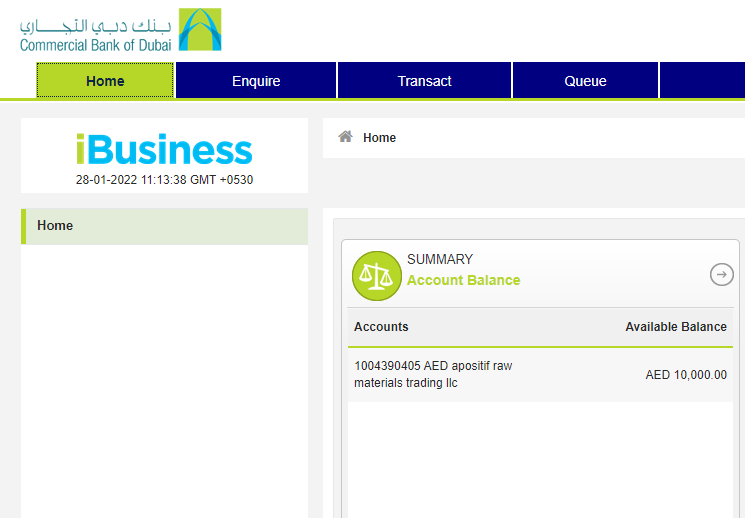 بنك دبي التجاري
Commercial Bank of Dubai
Home
Enquire
Transact
Queue
iBusiness
28-01-2022 11:13:38 GMT +0530
Home
Home
SUMMARY
Account Balance
Accounts
Available Balance
1004390405 AED apositif raw
materials trading llc
AED 10,000.00